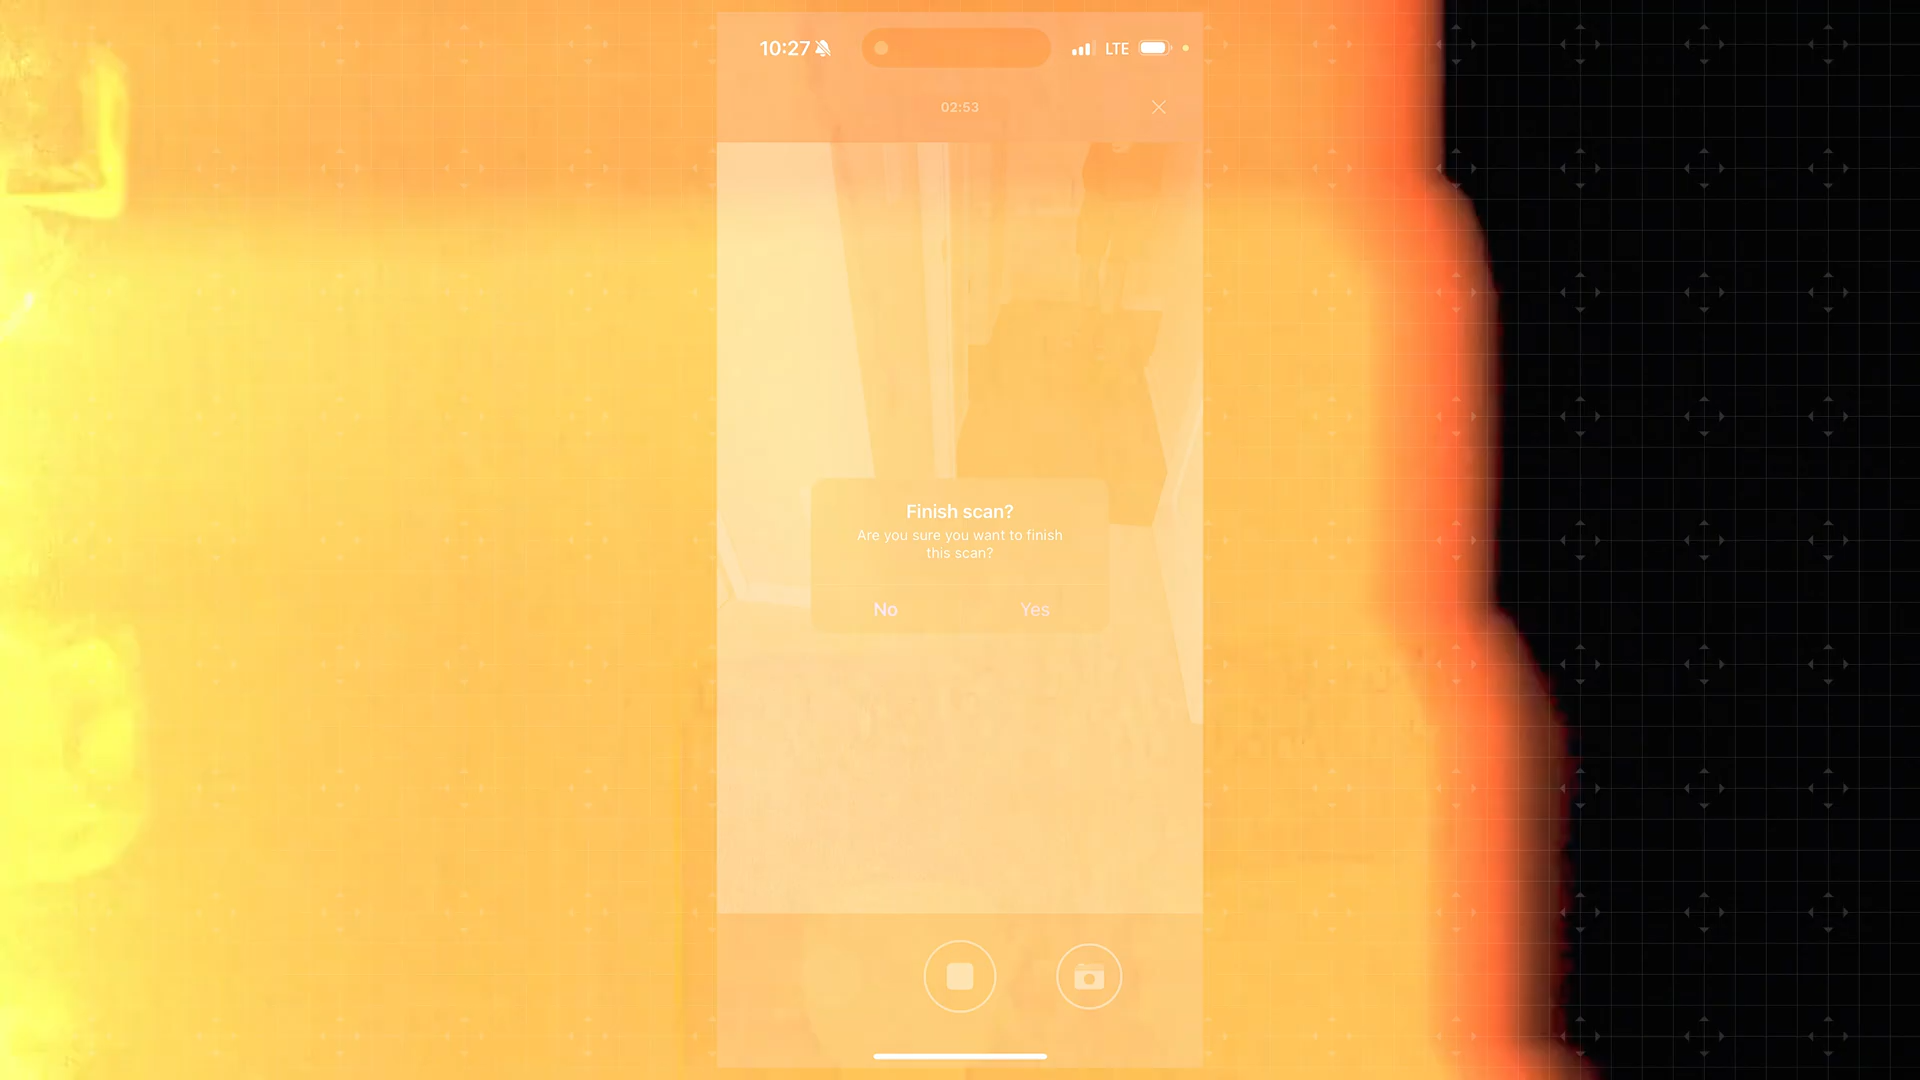 10:27
LTE
02:53
Finish scan?
Are you sure you want to finish
this scan?
No
Yes